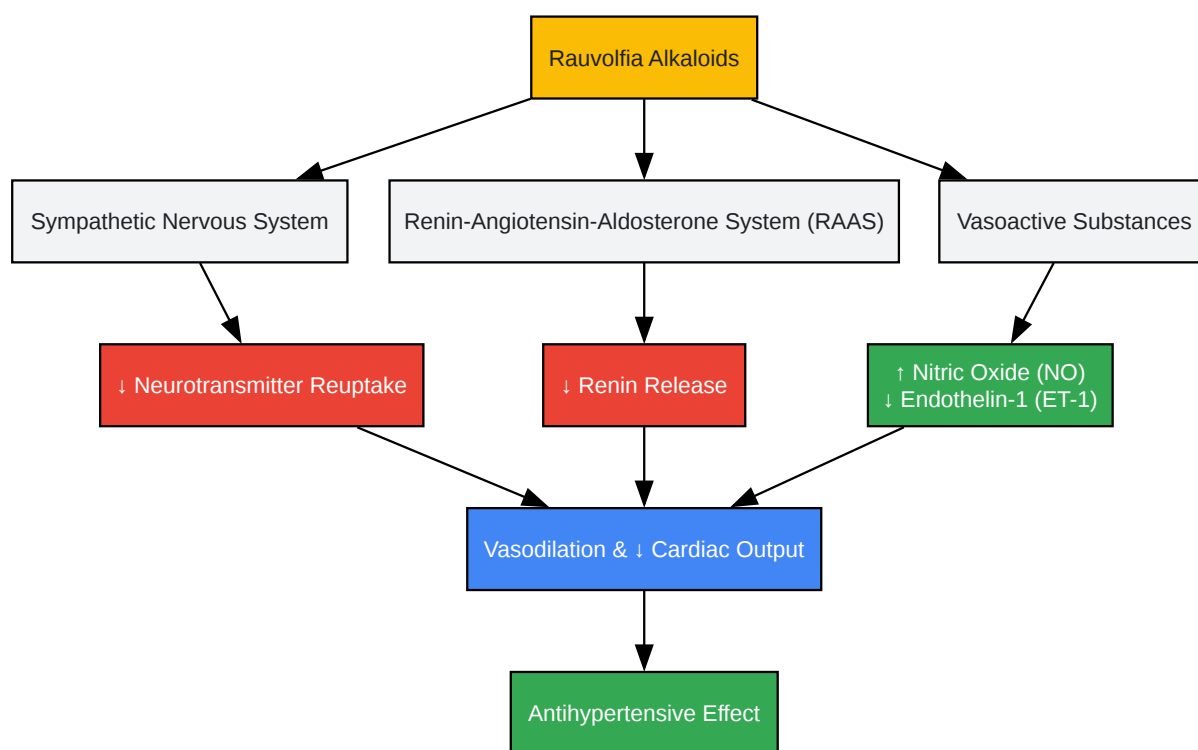 Rauvolfia Alkaloids
Sympathetic Nervous System
Renin-Angiotensin-Aldosterone System (RAAS)
Vasoactive Substances
↓ Neurotransmitter Reuptake
↓ Renin Release
↑ Nitric Oxide (NO)
↓ Endothelin-1 (ET-1)
Vasodilation & ↓ Cardiac Output
Antihypertensive Effect